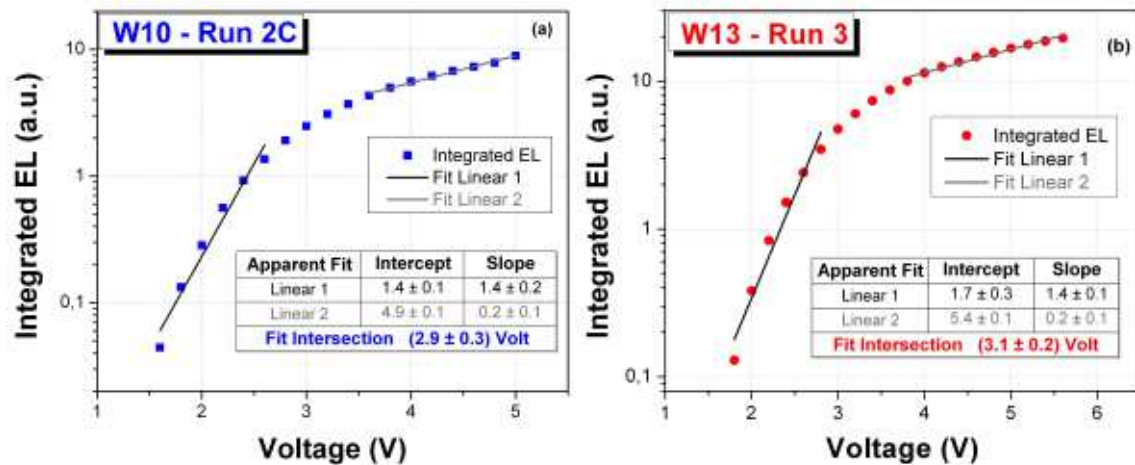 W10 - Run 2C
(a)
Integrated EL (a.u.)
10
1
0,1
Integrated EL
Fit Linear 1
Fit Linear 2
Apparent Fit Intercept Slope
Linear 1 1.4 ± 0.1 1.4 ± 0.2
Linear 2 4.9 ± 0.1 0.2 ± 0.1
Fit Intersection (2.9 ± 0.3) Volt
1 2 3 4 5
Voltage (V)
W13 - Run 3
(b)
Integrated EL (a.u.)
10
1
0,1
Integrated EL
Fit Linear 1
Fit Linear 2
Apparent Fit Intercept Slope
Linear 1 1.7 ± 0.3 1.4 ± 0.1
Linear 2 5.4 ± 0.1 0.2 ± 0.1
Fit Intersection (3.1 ± 0.2) Volt
1 2 3 4 5 6
Voltage (V)